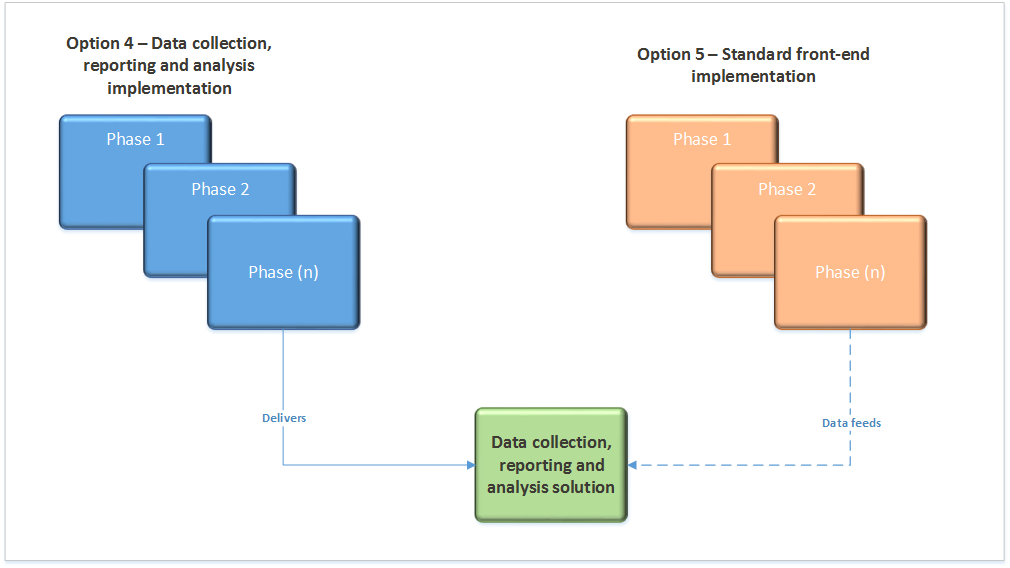 Option 4 – Data collection,
reporting and analysis
implementation
Phase 1
Phase 2
Phase (n)
Option 5 – Standard front-end
implementation
Phase 1
Phase 2
Phase (n)
Delivers
Data feeds
Data collection,
reporting and
analysis solution